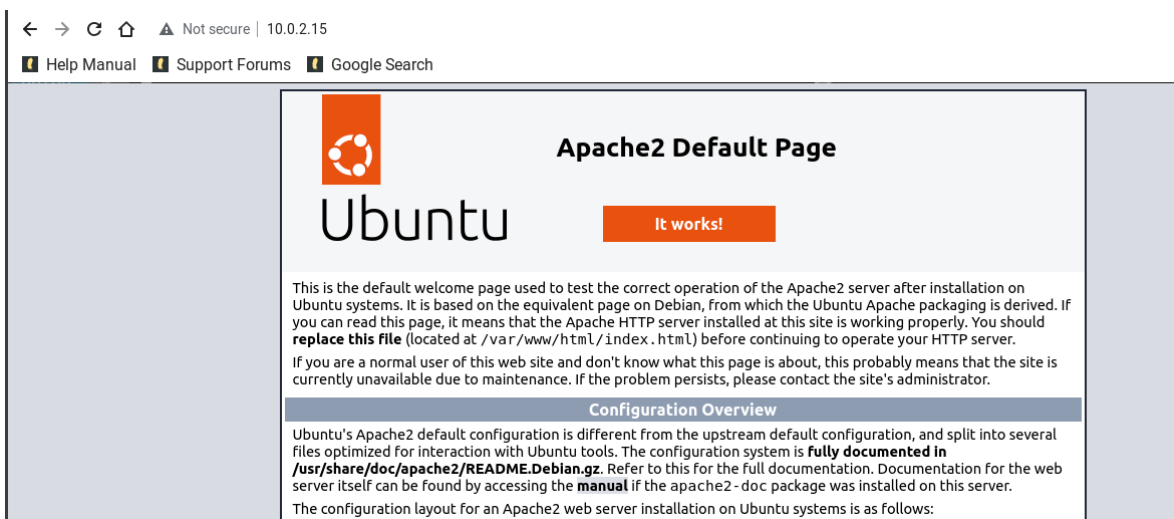 Not secure | 10.0.2.15
Help Manual Support Forums Google Search
Apache2 Default Page
Ubuntu
It works!
This is the default welcome page used to test the correct operation of the Apache2 server after installation on
Ubuntu systems. It is based on the equivalent page on Debian, from which the Ubuntu Apache packaging is derived. If
you can read this page, it means that the Apache HTTP server installed at this site is working properly. You should
replace this file (located at /var/www/html/index.html) before continuing to operate your HTTP server.
If you are a normal user of this web site and don't know what this page is about, this probably means that the site is
currently unavailable due to maintenance. If the problem persists, please contact the site's administrator.
Configuration Overview
Ubuntu's Apache2 default configuration is different from the upstream default configuration, and split into several
files optimized for interaction with Ubuntu tools. The configuration system is fully documented in
/usr/share/doc/apache2/README.Debian.gz. Refer to this for the full documentation. Documentation for the web
server itself can be found by accessing the manual if the apache2-doc package was installed on this server.
The configuration layout for an Apache2 web server installation on Ubuntu systems is as follows: